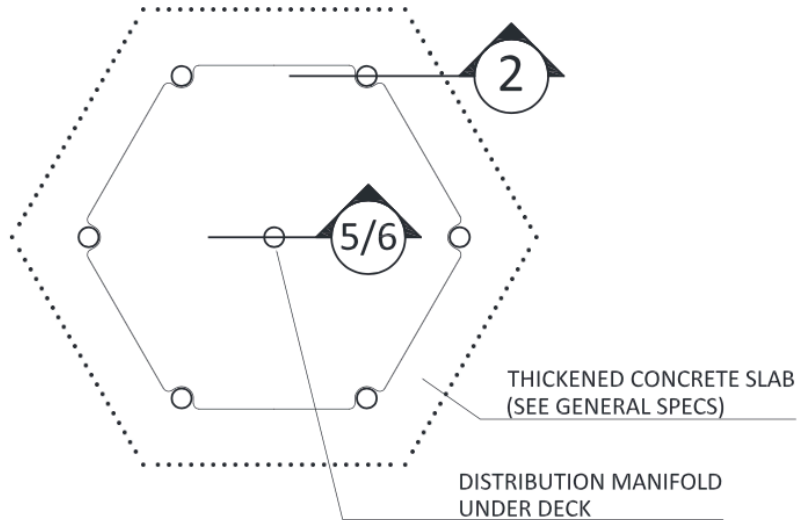 2
5/6
THICKENED CONCRETE SLAB
(SEE GENERAL SPECS)
DISTRIBUTION MANIFOLD
UNDER DECK